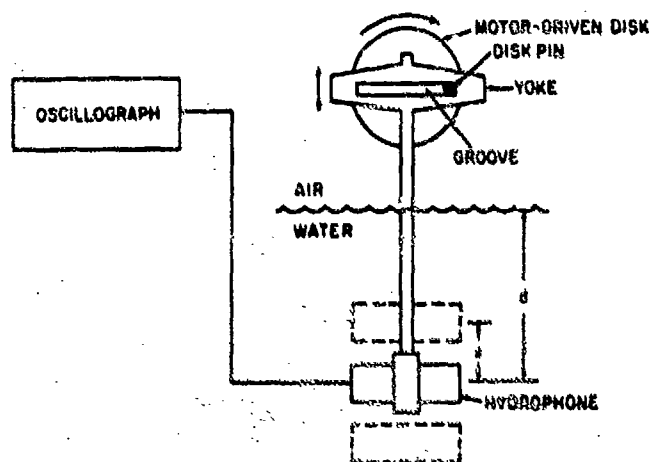 MOTOR-DRIVEN DISK
DISK PIN
YOKE
OSCILLOGRAPH
GROOVE
AIR
WATER
d
HYDROPHONE